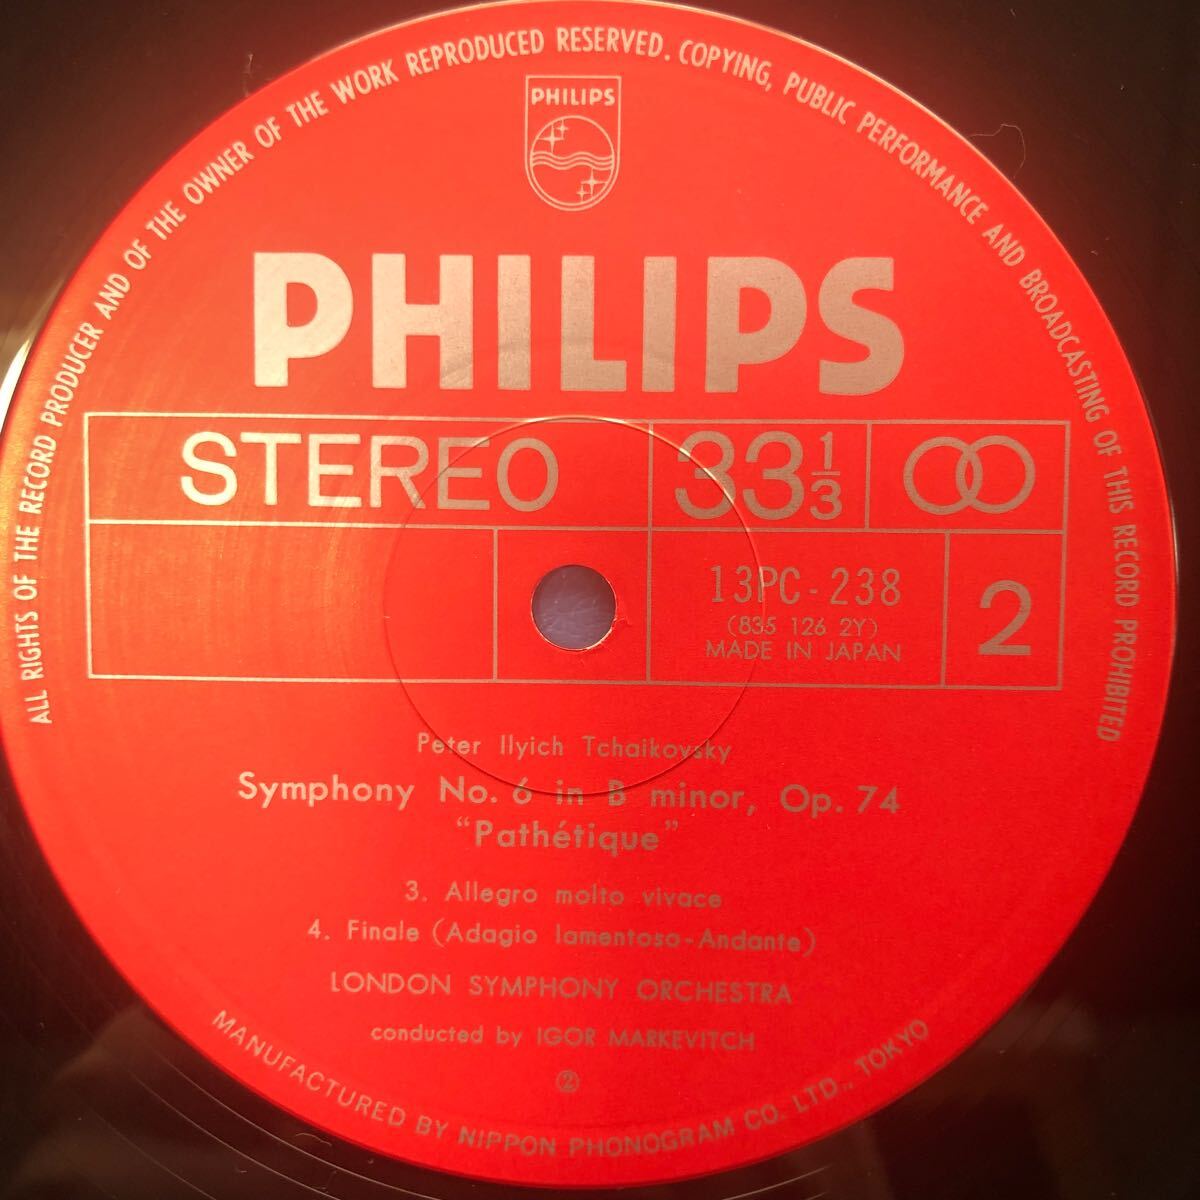 ALL RIGHTS OF THE RECORD PRODUCER AND OF THE OWNER OF THE WORK REPRODUCED RESERVED. COPYING, PUBLIC PERFORMANCE AND BROADCASTING OF THIS RECORD PROHIBITED
PHILIPS
PHILIPS
STEREO 33 1/3
13PC-238
(835 126 2Y)
MADE IN JAPAN
2
Peter Ilyich Tchaikovsky
Symphony No. 6 in B minor, Op. 74
“Pathétique”
3. Allegro molto vivace
4. Finale (Adagio lamentoso-Andante)
LONDON SYMPHONY ORCHESTRA
conducted by IGOR MARKEVITCH
②
MANUFACTURED BY NIPPON PHONOGRAM CO. LTD., TOKYO